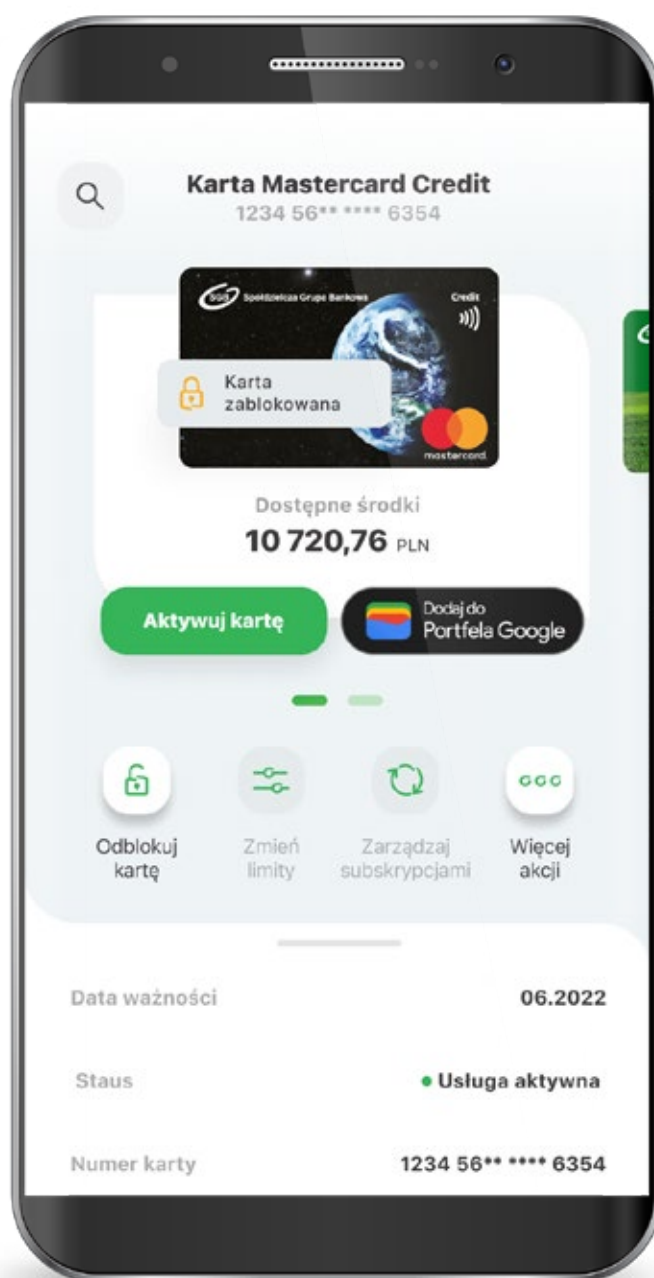 Karta Mastercard Credit
1234 56** **** 6354
SGB Spółdzielcza Grupa Bankowa
Credit
Karta
zablokowana
mastercard
Dostępne środki
10 720,76 PLN
Aktywuj kartę
Dodaj do
Portfela Google
Odblokuj
kartę
Zmień
limity
Zarządzaj
subskrypcjami
Więcej
akcji
Data ważności
06.2022
Staus
Usługa aktywna
Numer karty
1234 56** **** 6354